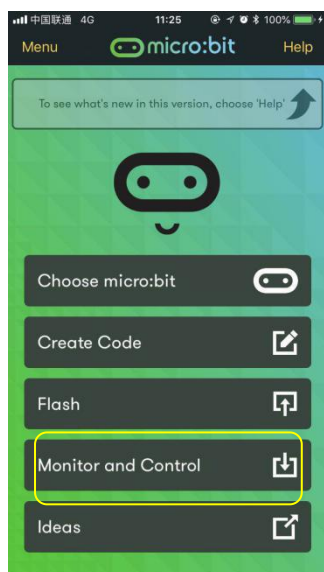 中国联通 4G 11:25 100%
Menu micro:bit Help
To see what's new in this version, choose 'Help'
Choose micro:bit
Create Code
Flash
Monitor and Control
Ideas